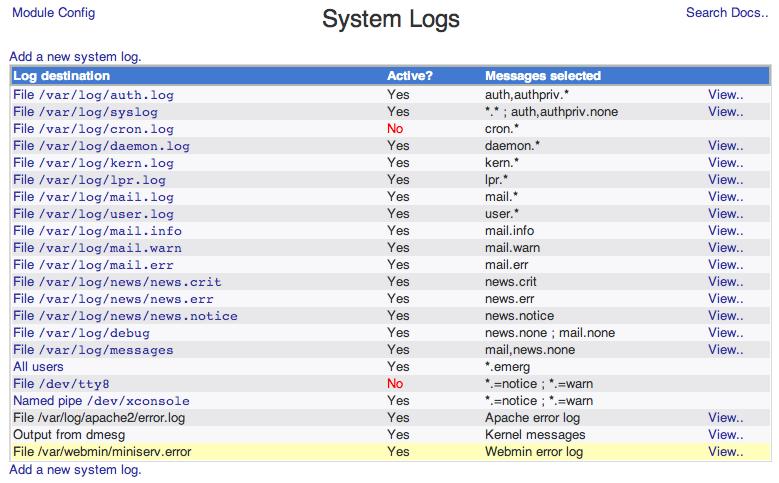 Module Config System Logs Search Docs..
Add a new system log.
Log destination Active? Messages selected
File /var/log/auth.log Yes auth,authpriv.* View..
File /var/log/syslog Yes *.* ; auth,authpriv.none View..
File /var/log/cron.log No cron.*
File /var/log/daemon.log Yes daemon.* View..
File /var/log/kern.log Yes kern.* View..
File /var/log/lpr.log Yes lpr.* View..
File /var/log/mail.log Yes mail.* View..
File /var/log/user.log Yes user.* View..
File /var/log/mail.info Yes mail.info View..
File /var/log/mail.warn Yes mail.warn View..
File /var/log/mail.err Yes mail.err View..
File /var/log/news/news.crit Yes news.crit View..
File /var/log/news/news.err Yes news.err View..
File /var/log/news/news.notice Yes news.notice View..
File /var/log/debug Yes news.none ; mail.none View..
File /var/log/messages Yes mail,news.none View..
All users Yes *.emerg
File /dev/tty8 No *.=notice ; *.=warn
Named pipe /dev/xconsole Yes *.=notice ; *.=warn
File /var/log/apache2/error.log Yes Apache error log View..
Output from dmesg Yes Kernel messages View..
File /var/webmin/miniserv.error Yes Webmin error log View..
Add a new system log.